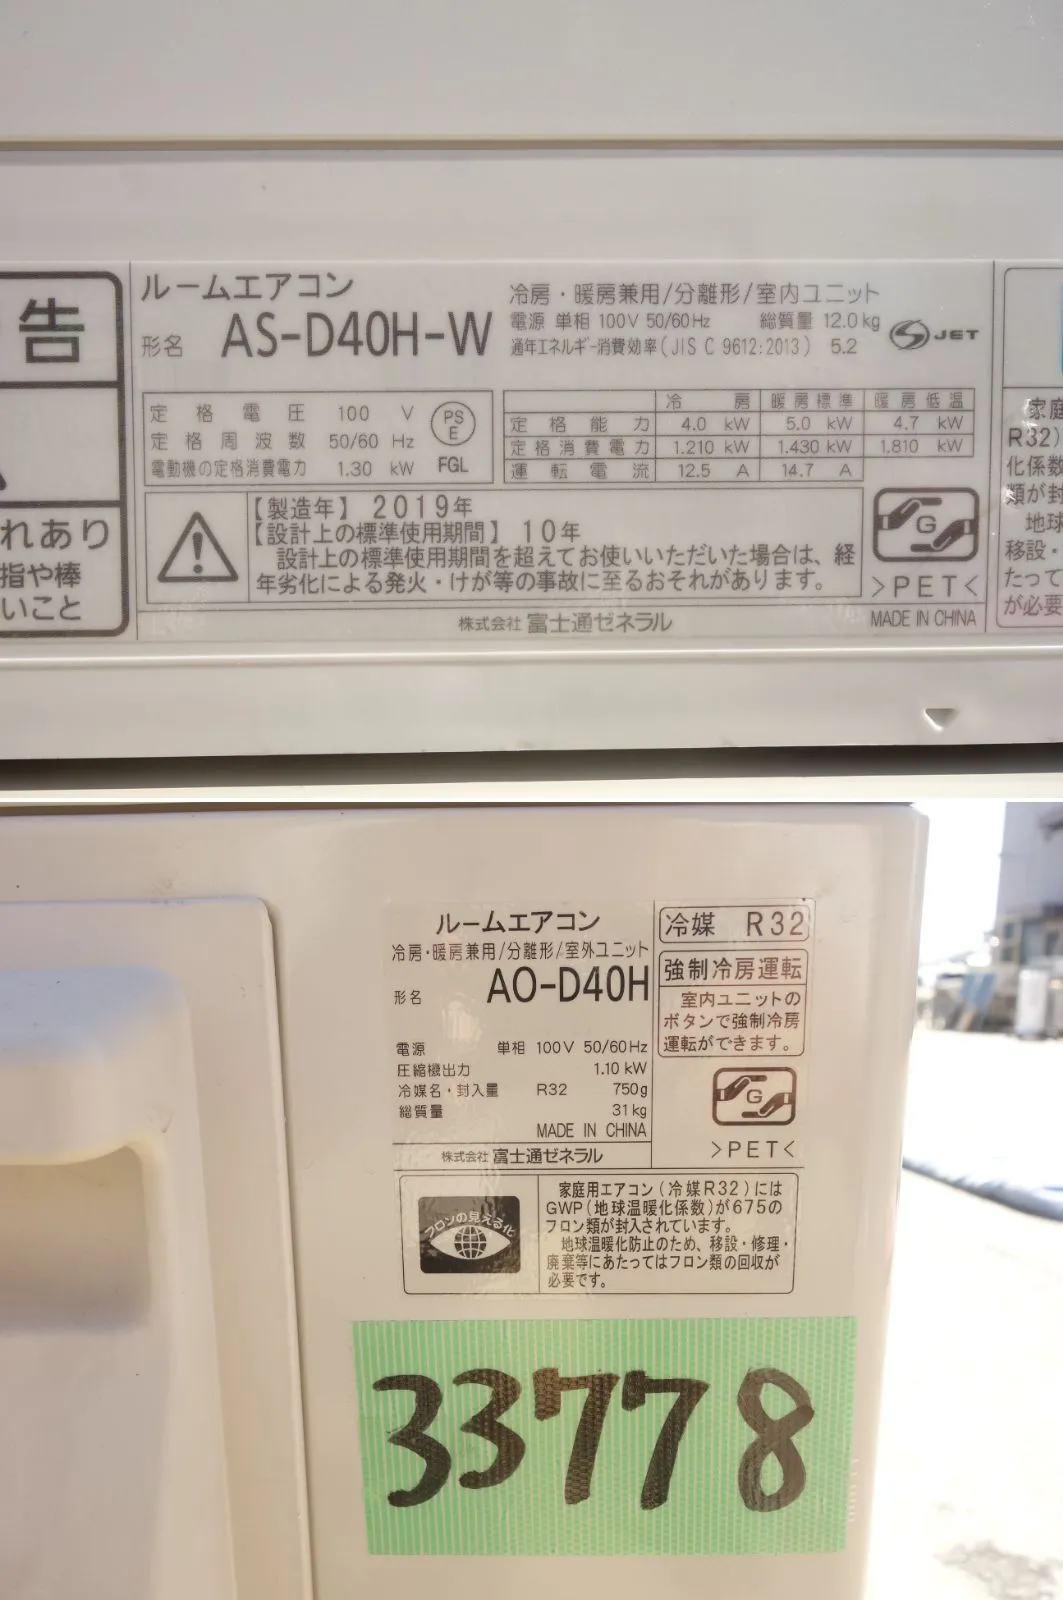 告
れあり
指や棒
いこと
ルームエアコン
形名 AS-D40H-W
冷房・暖房兼用/分離形/室内ユニット
電源 単相 100V 50/60Hz 総質量 12.0kg
通年エネルギー消費効率(JIS C 9612:2013) 5.2
JET
定格電圧 100 V
定格周波数 50/60 Hz
電動機の定格消費電力 1.30 kW
PS
E
FGL
冷房 暖房標準 暖房低温
定格能力 4.0 kW 5.0 kW 4.7 kW
定格消費電力 1.210 kW 1.430 kW 1.810 kW
運転電流 12.5 A 14.7 A
【製造年】2019年
【設計上の標準使用期間】10年
設計上の標準使用期間を超えてお使いいただいた場合は、経
年劣化による発火・けが等の事故に至るおそれがあります。
G
>PET<
株式会社 富士通ゼネラル
MADE IN CHINA
家庭
R32)
化係数
類が封
地球
移設・
たって
が必要
ルームエアコン
冷房・暖房兼用/分離形/室外ユニット
形名 AO-D40H
電源 単相 100V 50/60Hz
圧縮機出力 1.10 kW
冷媒名・封入量 R32 750g
総質量 31kg
MADE IN CHINA
株式会社 富士通ゼネラル
冷媒 R32
強制冷房運転
室内ユニットの
ボタンで強制冷房
運転ができます。
G
>PET<
フロンの見える化
家庭用エアコン(冷媒R32)には
GWP(地球温暖化係数)が675の
フロン類が封入されています。
地球温暖化防止のため、移設・修理・
廃棄等にあたってはフロン類の回収が
必要です。
33778